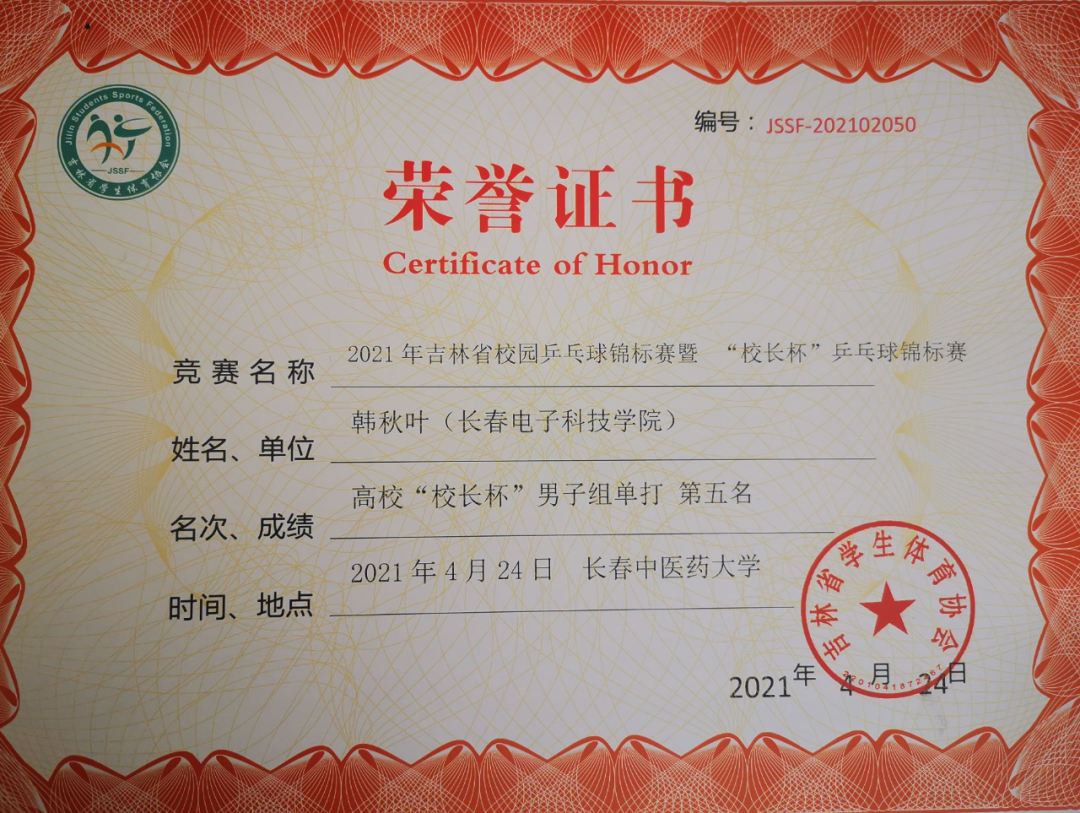 Jilin Students Sports Federation
JSSF
吉林省学生体育协会
编号：JSSF-202102050
荣誉证书
Certificate of Honor
竞赛名称 2021年吉林省校园乒乓球锦标赛暨 “校长杯”乒乓球锦标赛
姓名、单位 韩秋叶（长春电子科技学院）
名次、成绩 高校“校长杯”男子组单打 第五名
时间、地点 2021年4月24日 长春中医药大学
吉林省学生体育协会
2021年 4月 24日